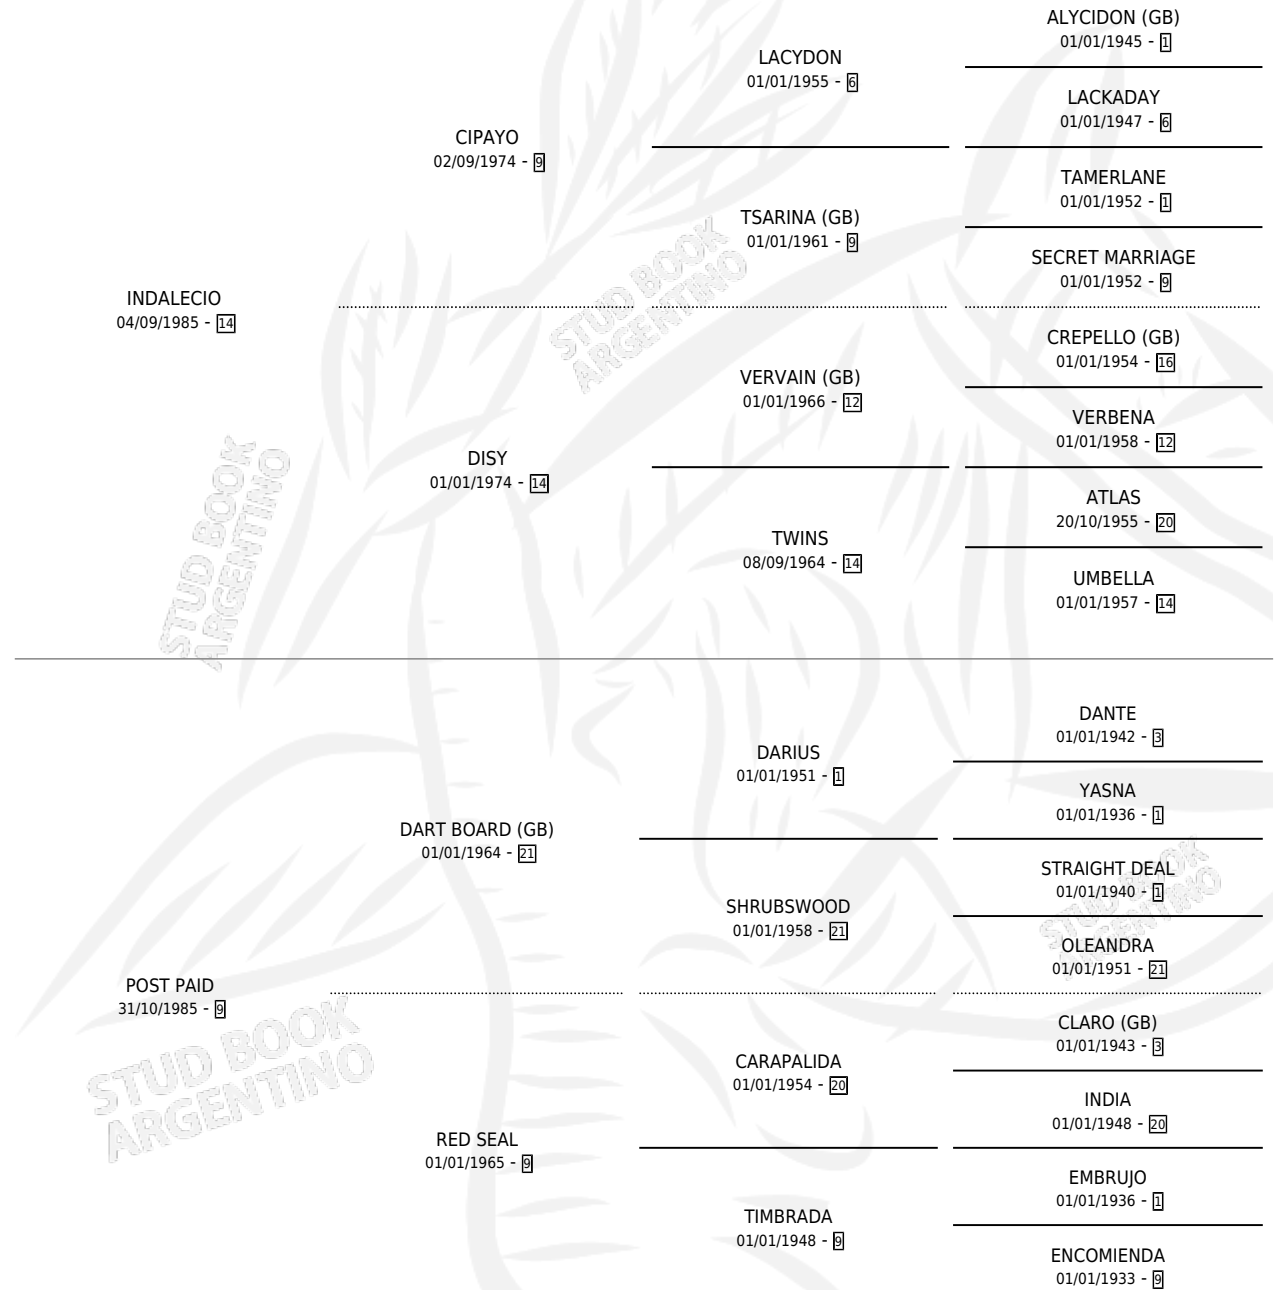 ALYCIDON (GB)
01/01/1945 - 1
LACYDON
01/01/1955 - 6
LACKADAY
01/01/1947 - 6
CIPAYO
02/09/1974 - 9
TAMERLANE
01/01/1952 - 1
TSARINA (GB)
01/01/1961 - 9
SECRET MARRIAGE
01/01/1952 - 9
INDALECIO
04/09/1985 - 14
STUD BOOK
ARGENTINO
CREPELLO (GB)
01/01/1954 - 16
VERVAIN (GB)
01/01/1966 - 12
VERBENA
01/01/1958 - 12
DISY
01/01/1974 - 14
ATLAS
20/10/1955 - 20
TWINS
08/09/1964 - 14
UMBELLA
01/01/1957 - 14
STUD BOOK
ARGENTINO
DANTE
01/01/1942 - 3
DARIUS
01/01/1951 - 1
YASNA
01/01/1936 - 1
DART BOARD (GB)
01/01/1964 - 21
STRAIGHT DEAL
01/01/1940 - 1
SHRUBSWOOD
01/01/1958 - 21
STUD BOOK
ARGENTINO
OLEANDRA
01/01/1951 - 21
POST PAID
31/10/1985 - 9
CLARO (GB)
01/01/1943 - 3
STUD BOOK
ARGENTINO
CARAPALIDA
01/01/1954 - 20
INDIA
01/01/1948 - 20
RED SEAL
01/01/1965 - 9
EMBRUJO
01/01/1936 - 1
TIMBRADA
01/01/1948 - 9
ENCOMIENDA
01/01/1933 - 9